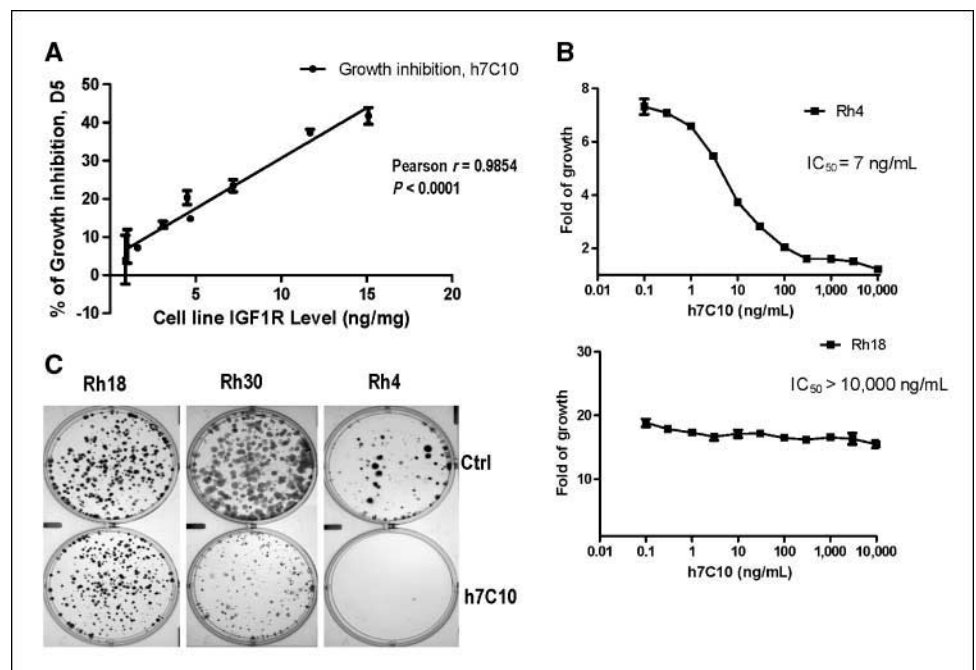 A
Growth inhibition, h7C10
% of Growth inhibition, D5
50
40
30
20
10
0
-10
5
10
15
20
Pearson r = 0.9854
P < 0.0001
Cell line IGF1R Level (ng/mg)
B
Fold of growth
8
6
4
2
Rh4
IC50 = 7 ng/mL
0.01
0.1
1
10
100
1,000
10,000
h7C10 (ng/mL)
Fold of growth
30
20
10
Rh18
IC50 > 10,000 ng/mL
0.01
0.1
1
10
100
1,000
10,000
h7C10 (ng/mL)
C
Rh18
Rh30
Rh4
Ctrl
h7C10